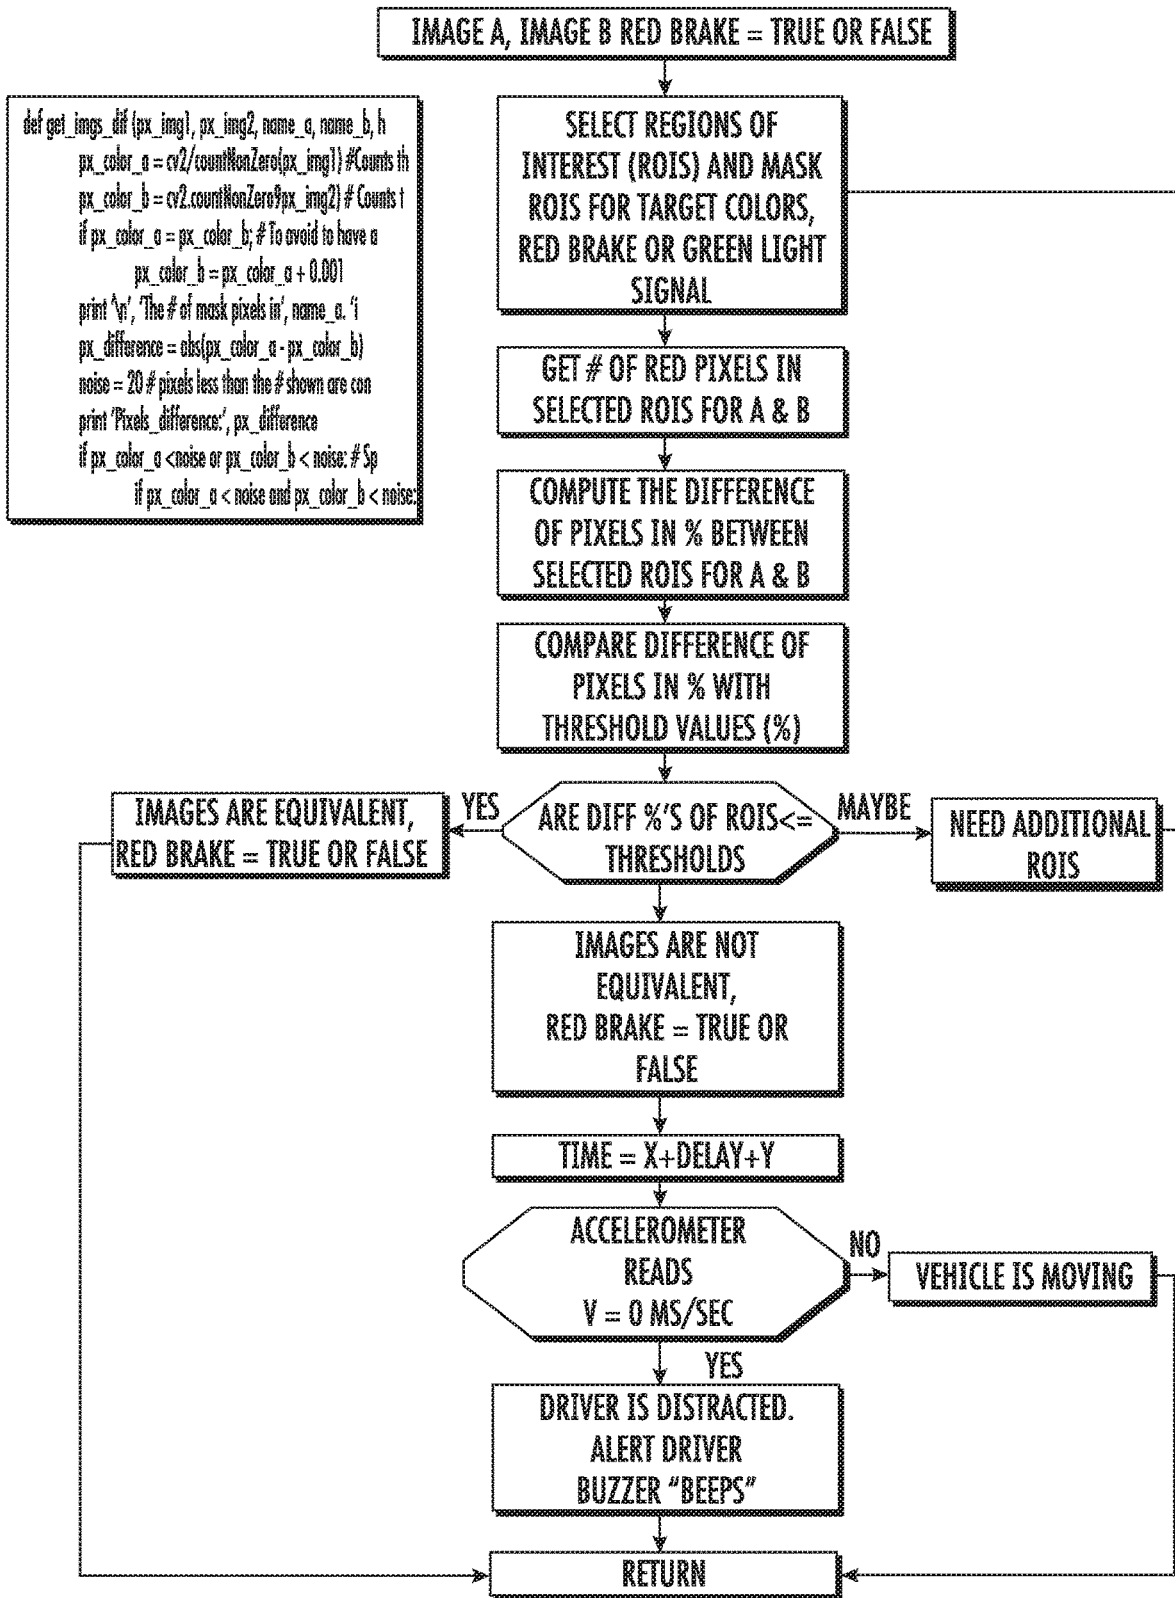 IMAGE A, IMAGE B RED BRAKE = TRUE OR FALSE
def get_imgs_dif (px_img1, px_img2, name_a, name_b, h
px_color_a = cv2/countNonZero(px_img1) #Counts th
px_color_b = cv2.countNonZero9px_img2) # Counts t
if px_color_a = px_color_b; # To avoid to have a
px_color_b = px_color_a + 0.001
print '\n', 'The # of mask pixels in', name_a. 'i
px_difference = abs(px_color_a - px_color_b)
noise = 20 # pixels less than the # shown are con
print 'Pixels_difference:', px_difference
if px_color_a <noise or px_color_b < noise: # Sp
if px_color_a < noise and px_color_b < noise:
SELECT REGIONS OF
INTEREST (ROIS) AND MASK
ROIS FOR TARGET COLORS,
RED BRAKE OR GREEN LIGHT
SIGNAL
GET # OF RED PIXELS IN
SELECTED ROIS FOR A & B
COMPUTE THE DIFFERENCE
OF PIXELS IN % BETWEEN
SELECTED ROIS FOR A & B
COMPARE DIFFERENCE OF
PIXELS IN % WITH
THRESHOLD VALUES (%)
ARE DIFF %'S OF ROIS<=
THRESHOLDS
YES
IMAGES ARE EQUIVALENT,
RED BRAKE = TRUE OR FALSE
MAYBE
NEED ADDITIONAL
ROIS
IMAGES ARE NOT
EQUIVALENT,
RED BRAKE = TRUE OR
FALSE
TIME = X+DELAY+Y
ACCELEROMETER
READS
V = 0 MS/SEC
NO
VEHICLE IS MOVING
YES
DRIVER IS DISTRACTED.
ALERT DRIVER
BUZZER "BEEPS"
RETURN